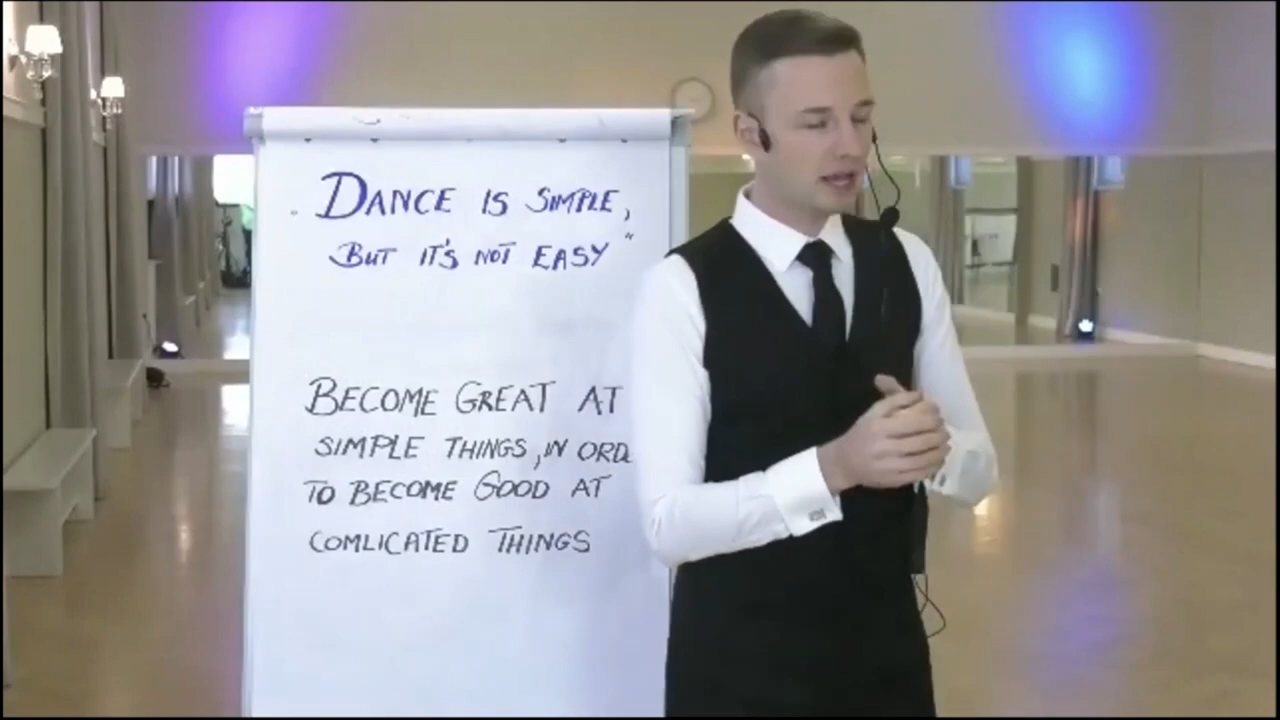 „DANCE IS SIMPLE,
BUT IT'S NOT EASY"
BECOME GREAT AT
SIMPLE THINGS, IN ORD
TO BECOME GOOD AT
COMLICATED THINGS